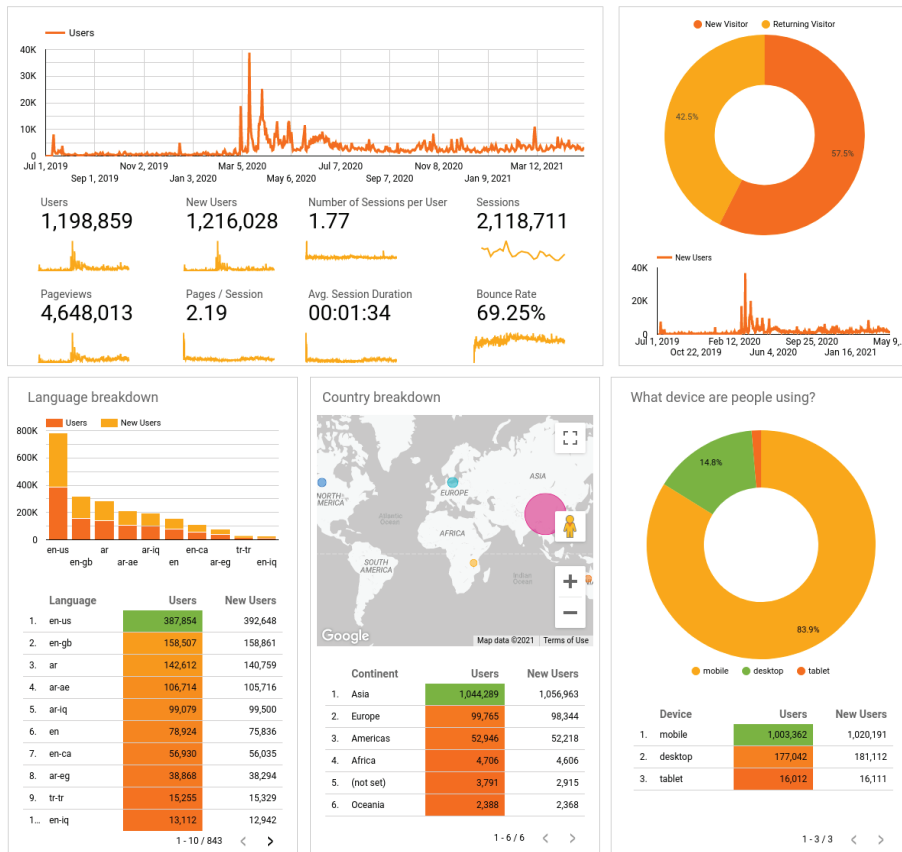 Users
40K
30K
20K
10K
0
Jul 1, 2019
Sep 1, 2019
Nov 2, 2019
Jan 3, 2020
Mar 5, 2020
May 6, 2020
Jul 7, 2020
Sep 7, 2020
Nov 8, 2020
Jan 9, 2021
Mar 12, 2021
Users
1,198,859
New Users
1,216,028
Number of Sessions per User
1.77
Sessions
2,118,711
Pageviews
4,648,013
Pages / Session
2.19
Avg. Session Duration
00:01:34
Bounce Rate
69.25%
New Visitor
Returning Visitor
42.5%
57.5%
New Users
40K
20K
0
Jul 1, 2019
Oct 22, 2019
Feb 12, 2020
Jun 4, 2020
Sep 25, 2020
Jan 16, 2021
May 9,...
Language breakdown
Users
New Users
800K
600K
400K
200K
0
en-us
en-gb
ar
ar-ae
ar-iq
en
en-ca
ar-eg
tr-tr
en-iq
Language Users New Users
1. en-us 387,854 392,648
2. en-gb 158,507 158,861
3. ar 142,612 140,759
4. ar-ae 106,714 105,716
5. ar-iq 99,079 99,500
6. en 78,924 75,836
7. en-ca 56,930 56,035
8. ar-eg 38,868 38,294
9. tr-tr 15,255 15,329
1... en-iq 13,112 12,942
1 - 10 / 843
Country breakdown
NORTH
AMERICA
Atlantic
Ocean
EUROPE
ASIA
AFRICA
SOUTH
AMERICA
Indian
Ocean
Google
Map data ©2021
Terms of Use
Continent Users New Users
1. Asia 1,044,289 1,056,963
2. Europe 99,765 98,344
3. Americas 52,946 52,218
4. Africa 4,706 4,606
5. (not set) 3,791 2,915
6. Oceania 2,388 2,368
1 - 6 / 6
What device are people using?
14.8%
83.9%
mobile
desktop
tablet
Device Users New Users
1. mobile 1,003,362 1,020,191
2. desktop 177,042 181,112
3. tablet 16,012 16,111
1 - 3 / 3